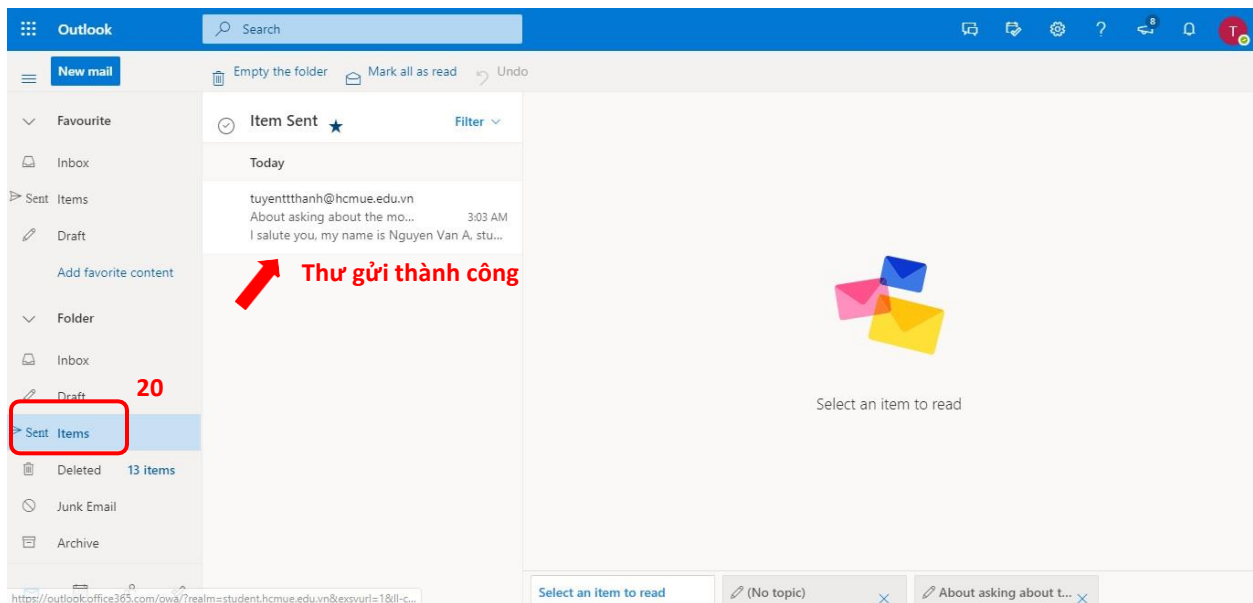 Outlook
Search
8
T
New mail
Empty the folder
Mark all as read
Undo
Favourite
Inbox
Sent Items
Draft
Add favorite content
Folder
Inbox
Draft
20
Sent Items
Deleted 13 items
Junk Email
Archive
Item Sent
Filter
Today
tuyenttthanh@hcmue.edu.vn
About asking about the mo... 3:03 AM
I salute you, my name is Nguyen Van A, stu...
Thư gửi thành công
Select an item to read
https://outlook.office365.com/owa/?realm=student.hcmue.edu.vn&exsvurl=1&ll-c...
Select an item to read
(No topic)
About asking about t...